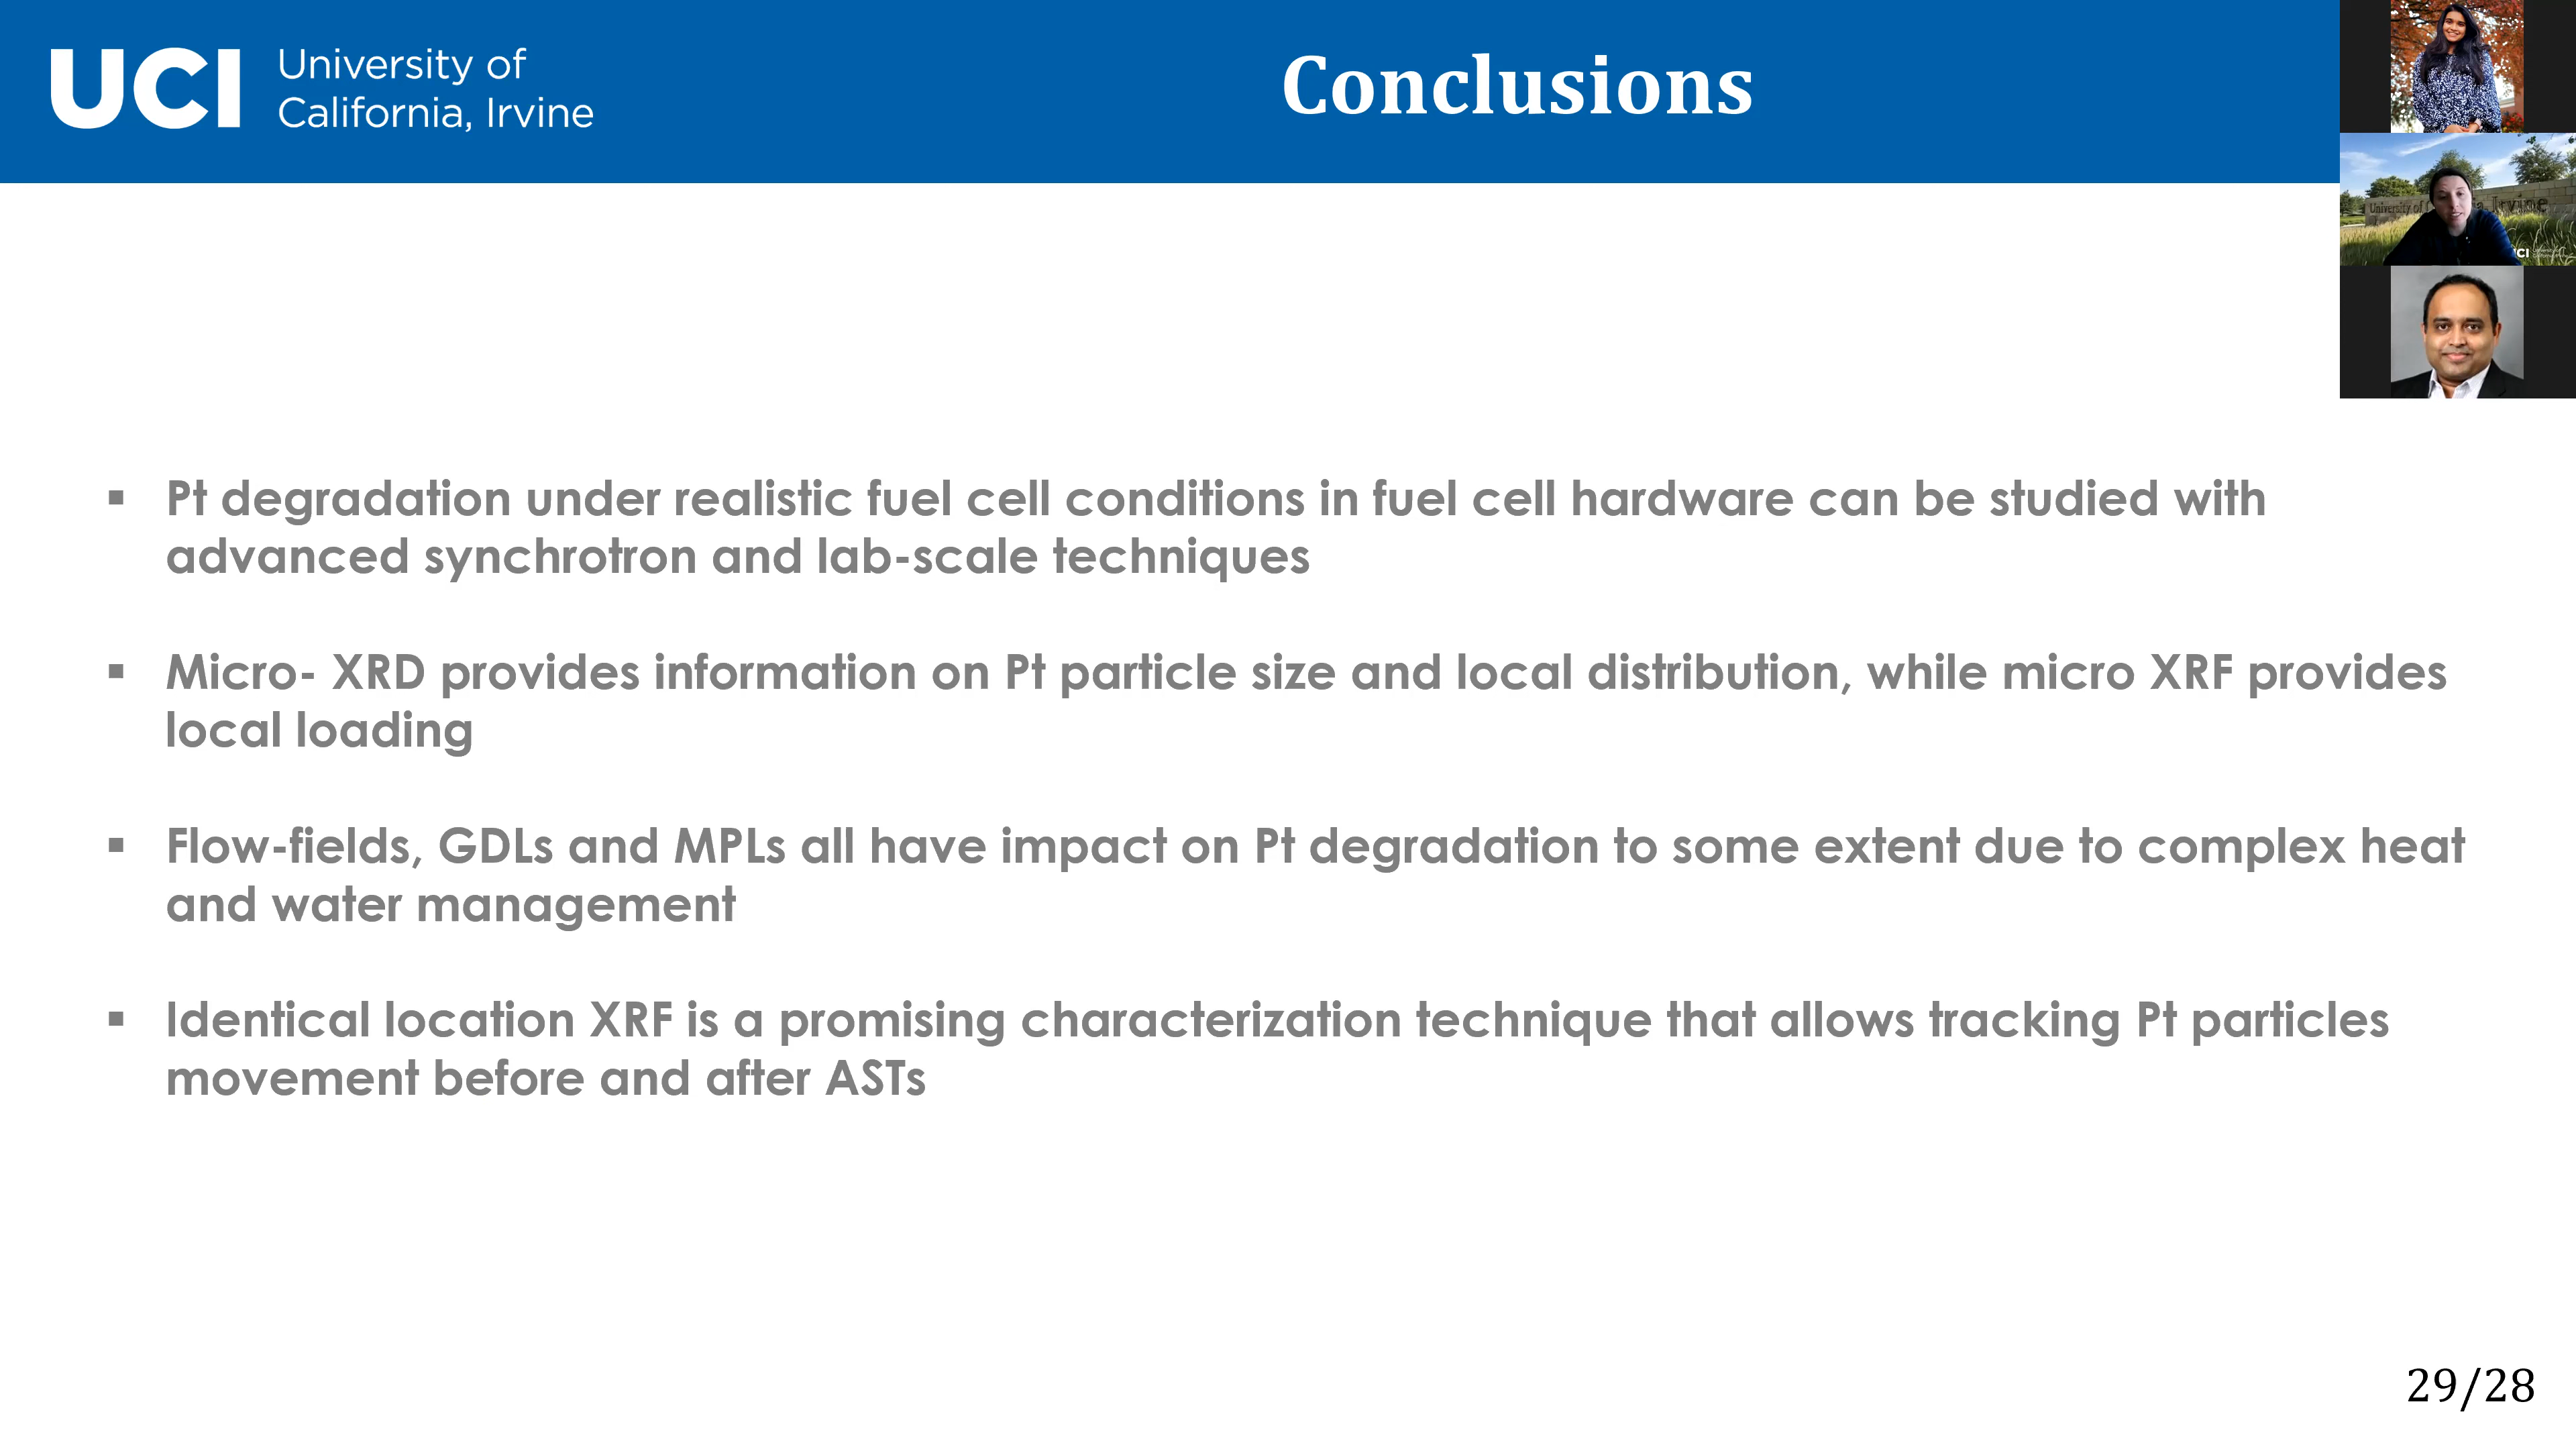 UCI University of
California, Irvine
Conclusions
University of
Irvine
▪ Pt degradation under realistic fuel cell conditions in fuel cell hardware can be studied with
advanced synchrotron and lab-scale techniques
▪ Micro- XRD provides information on Pt particle size and local distribution, while micro XRF provides
local loading
▪ Flow-fields, GDLs and MPLs all have impact on Pt degradation to some extent due to complex heat
and water management
▪ Identical location XRF is a promising characterization technique that allows tracking Pt particles
movement before and after ASTs
29/28